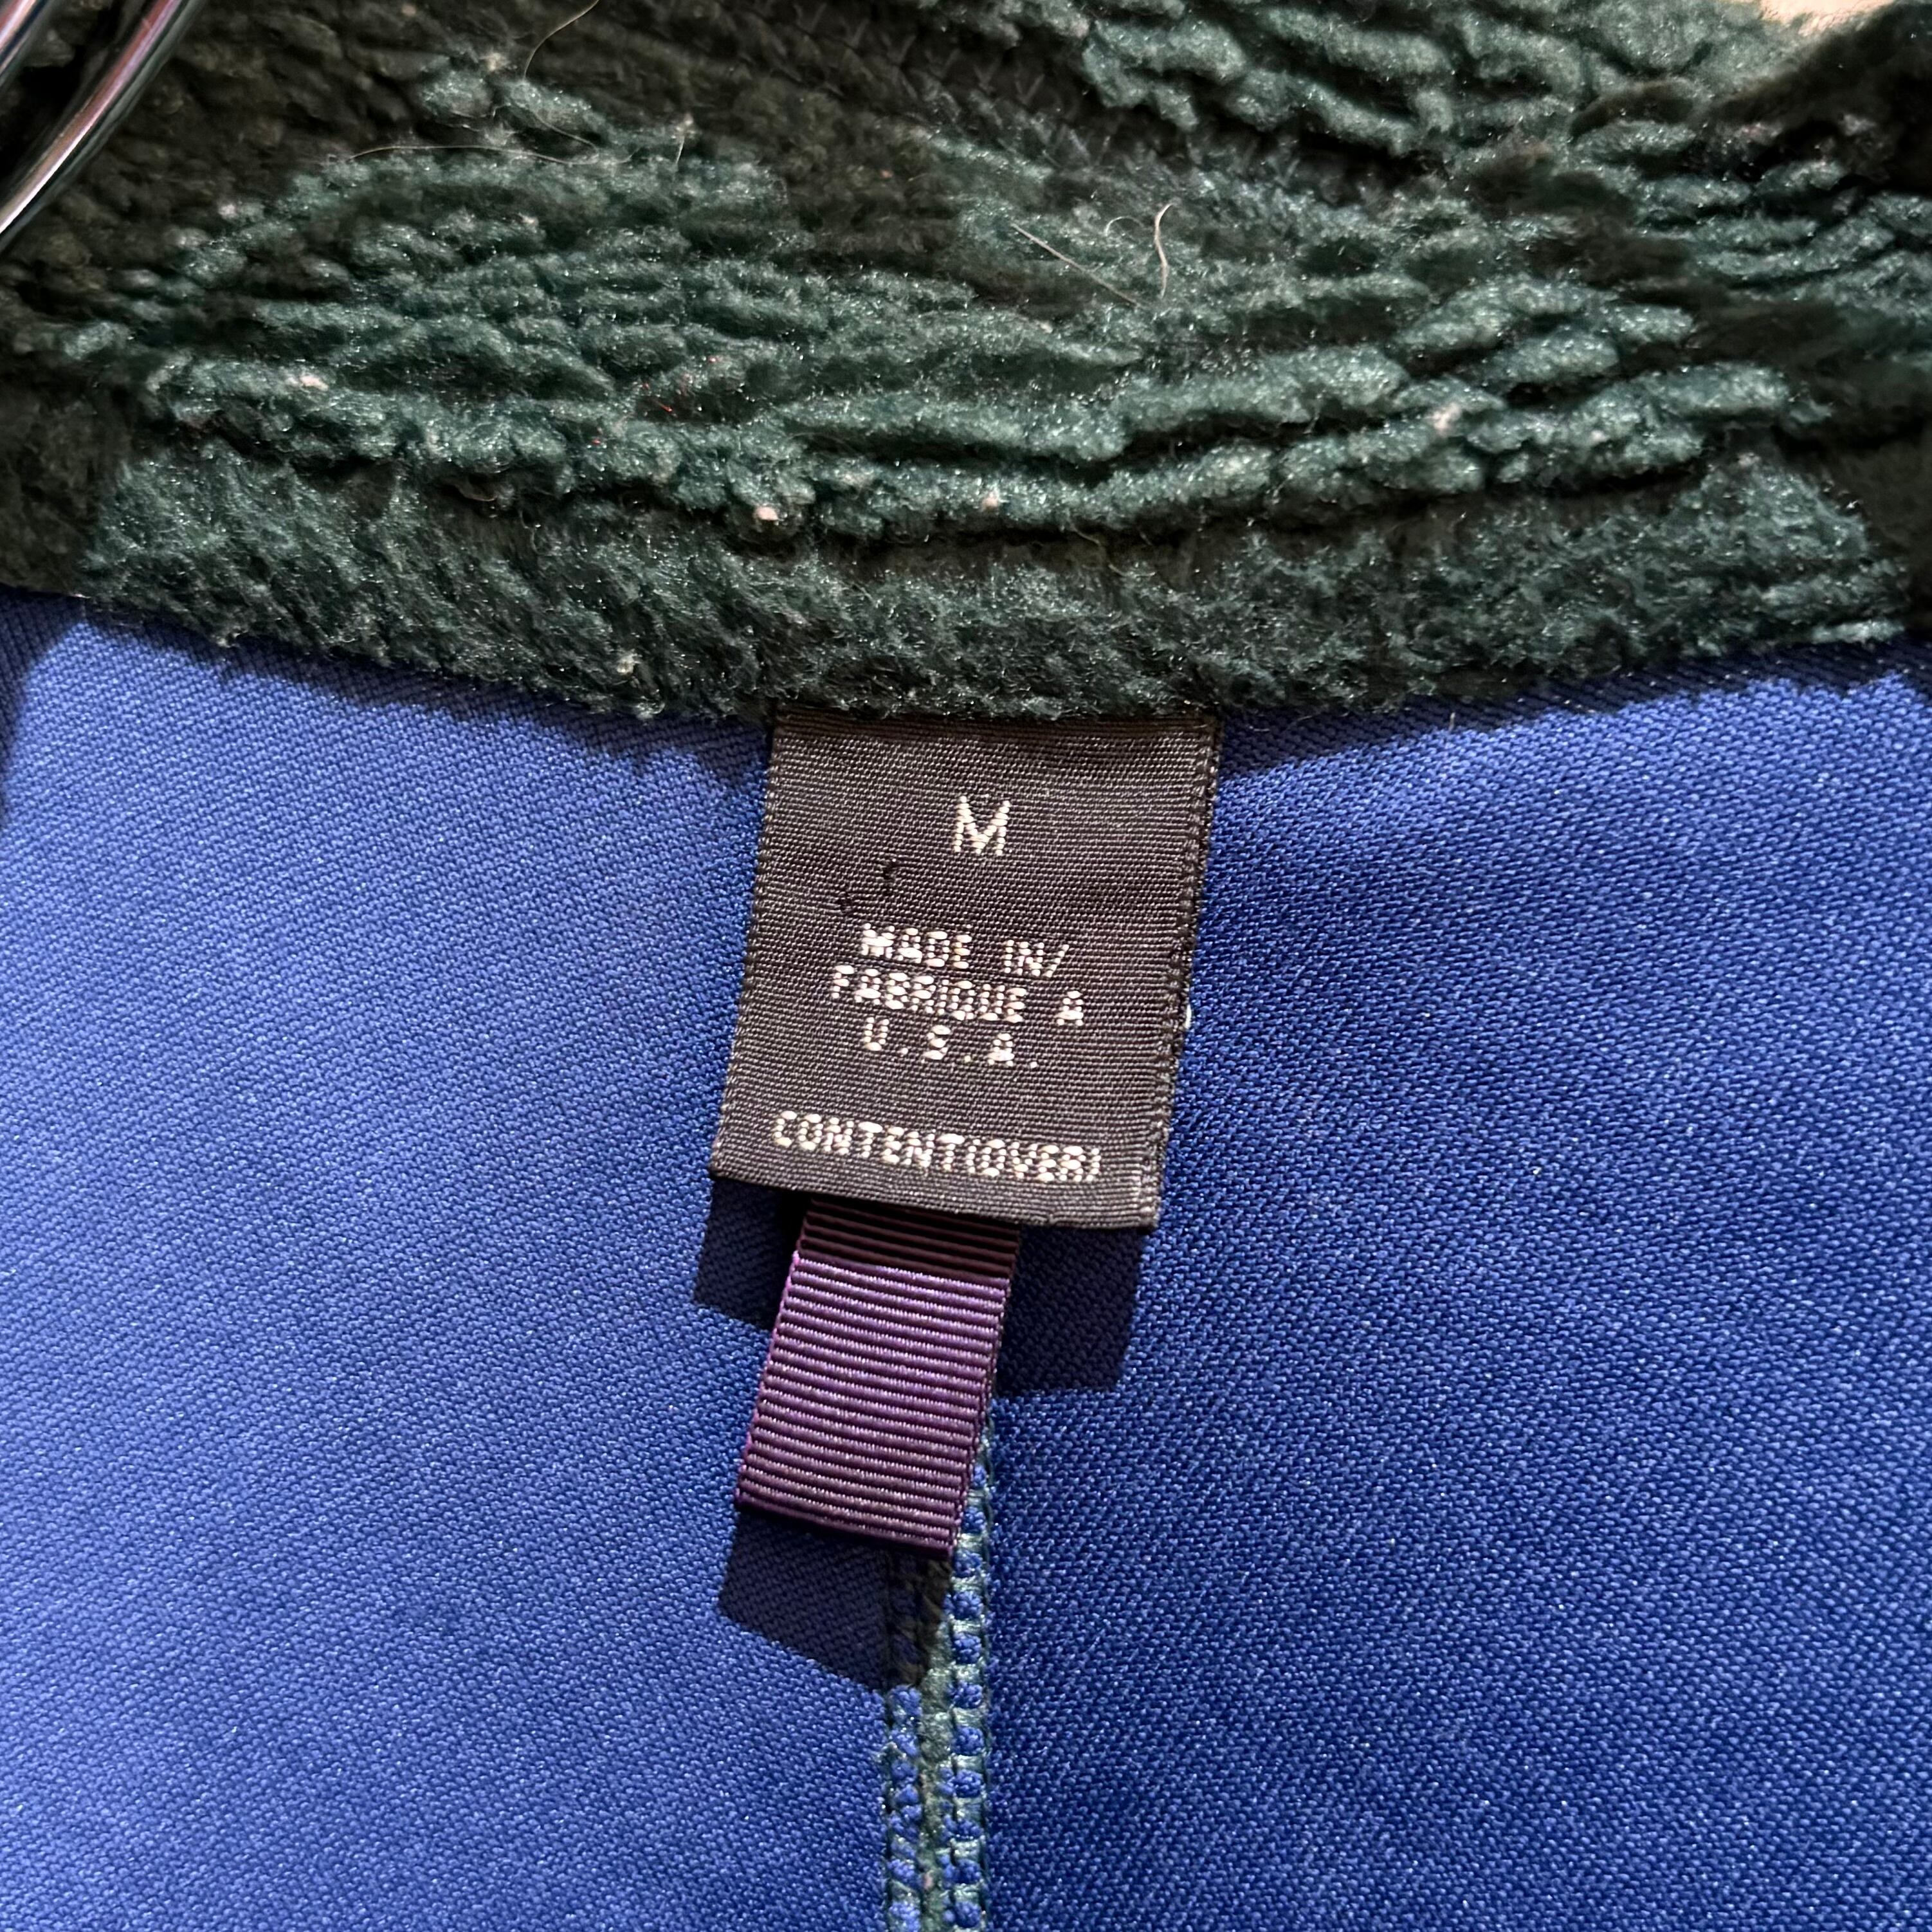 M
MADE IN/
FABRIQUE A
U.S.A.
CONTENT(OVER)